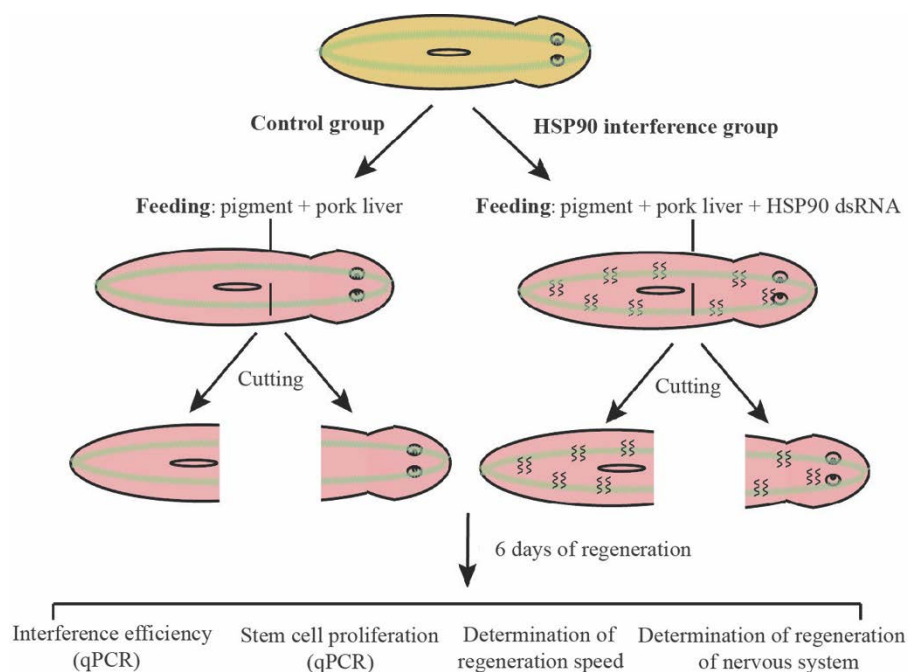 Control group
HSP90 interference group
Feeding: pigment + pork liver
Feeding: pigment + pork liver + HSP90 dsRNA
Cutting
Cutting
6 days of regeneration
Interference efficiency
(qPCR)
Stem cell proliferation
(qPCR)
Determination of
regeneration speed
Determination of regeneration
of nervous system